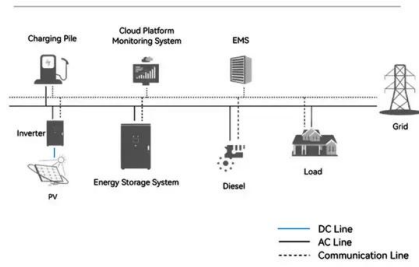 Charging Pile
Cloud Platform
Monitoring System
EMS
Grid
Inverter
PV
Energy Storage System
Diesel
Load
DC Line
AC Line
Communication Line